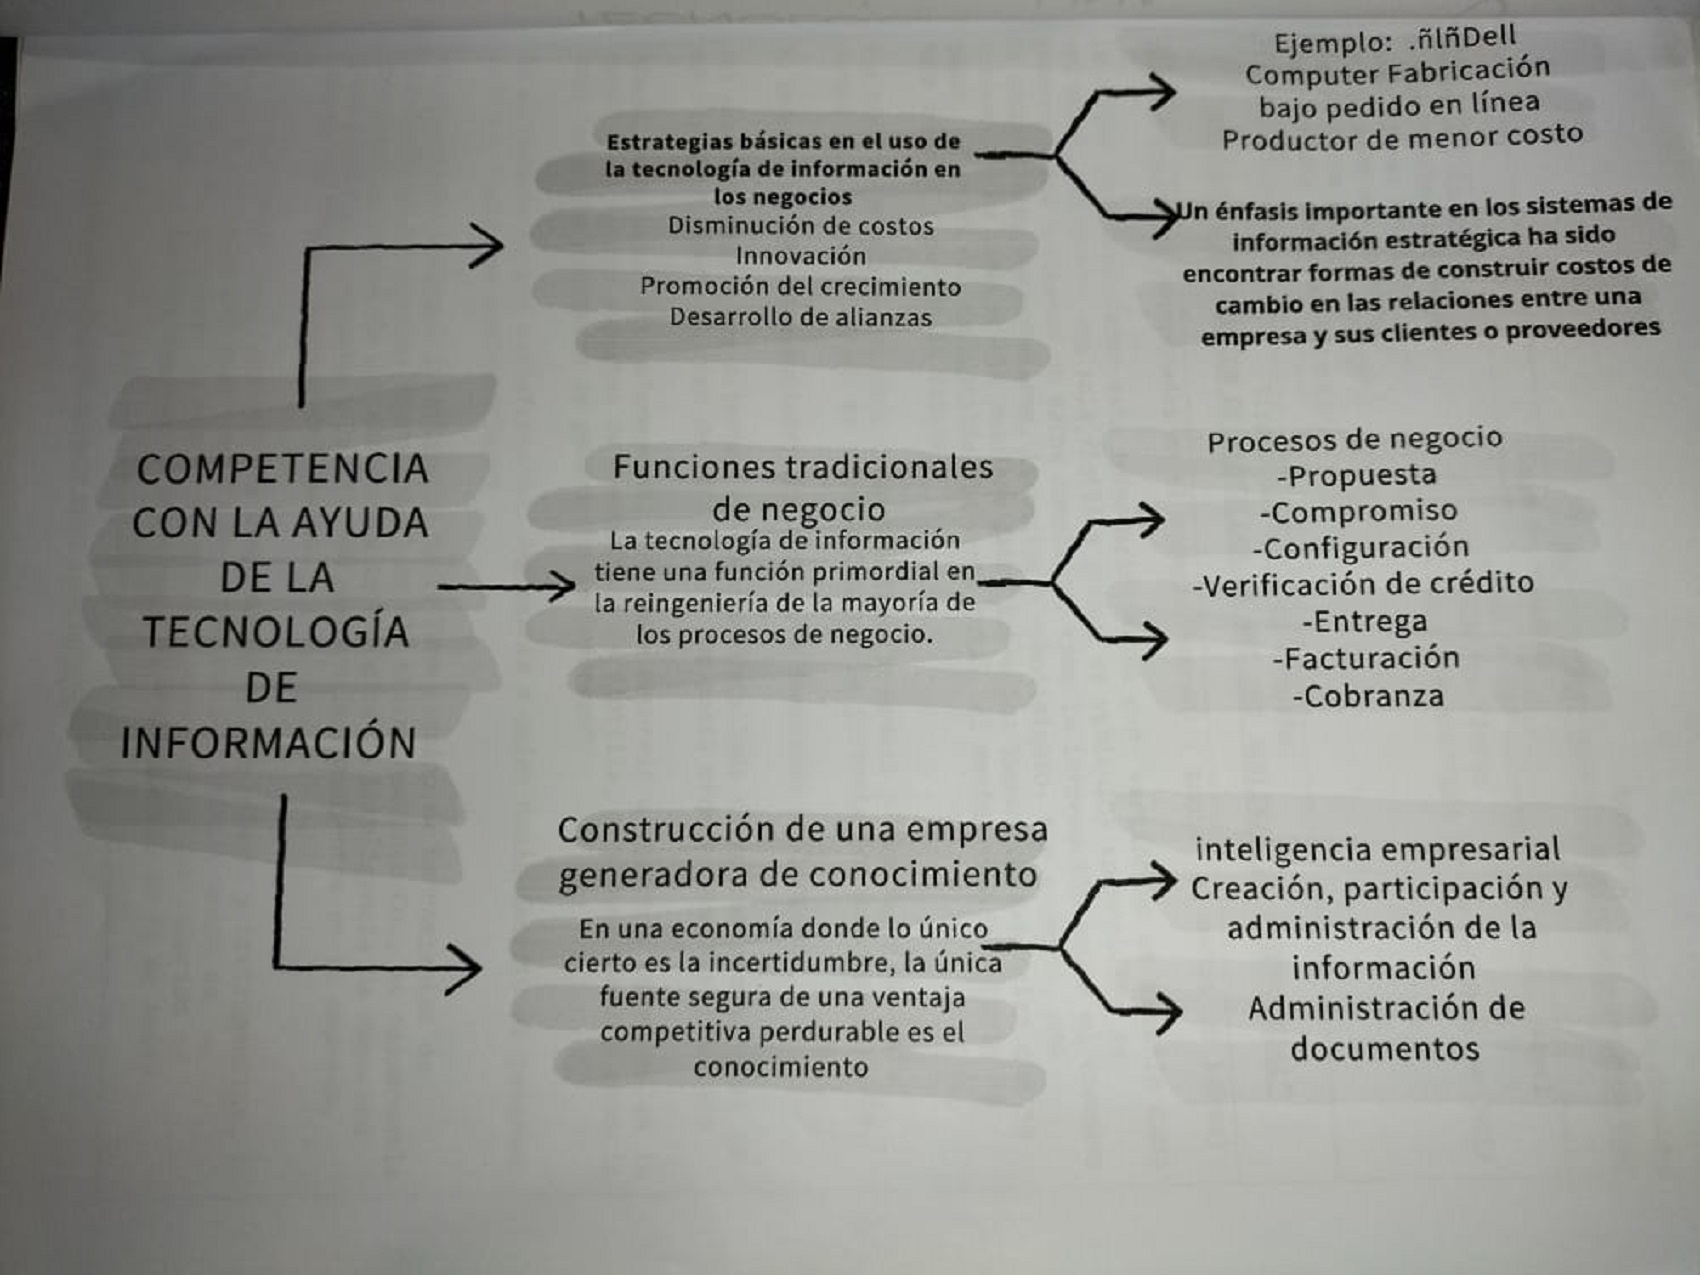 COMPETENCIA
CON LA AYUDA
DE LA
TECNOLOGÍA
DE
INFORMACIÓN
Estrategias básicas en el uso de
la tecnología de información en
los negocios
Disminución de costos
Innovación
Promoción del crecimiento
Desarrollo de alianzas
Ejemplo: .ñlñDell
Computer Fabricación
bajo pedido en línea
Productor de menor costo
Un énfasis importante en los sistemas de
información estratégica ha sido
encontrar formas de construir costos de
cambio en las relaciones entre una
empresa y sus clientes o proveedores
Funciones tradicionales
de negocio
La tecnología de información
tiene una función primordial en
la reingeniería de la mayoría de
los procesos de negocio.
Procesos de negocio
-Propuesta
-Compromiso
-Configuración
-Verificación de crédito
-Entrega
-Facturación
-Cobranza
Construcción de una empresa
generadora de conocimiento
En una economía donde lo único
cierto es la incertidumbre, la única
fuente segura de una ventaja
competitiva perdurable es el
conocimiento
inteligencia empresarial
Creación, participación y
administración de la
información
Administración de
documentos